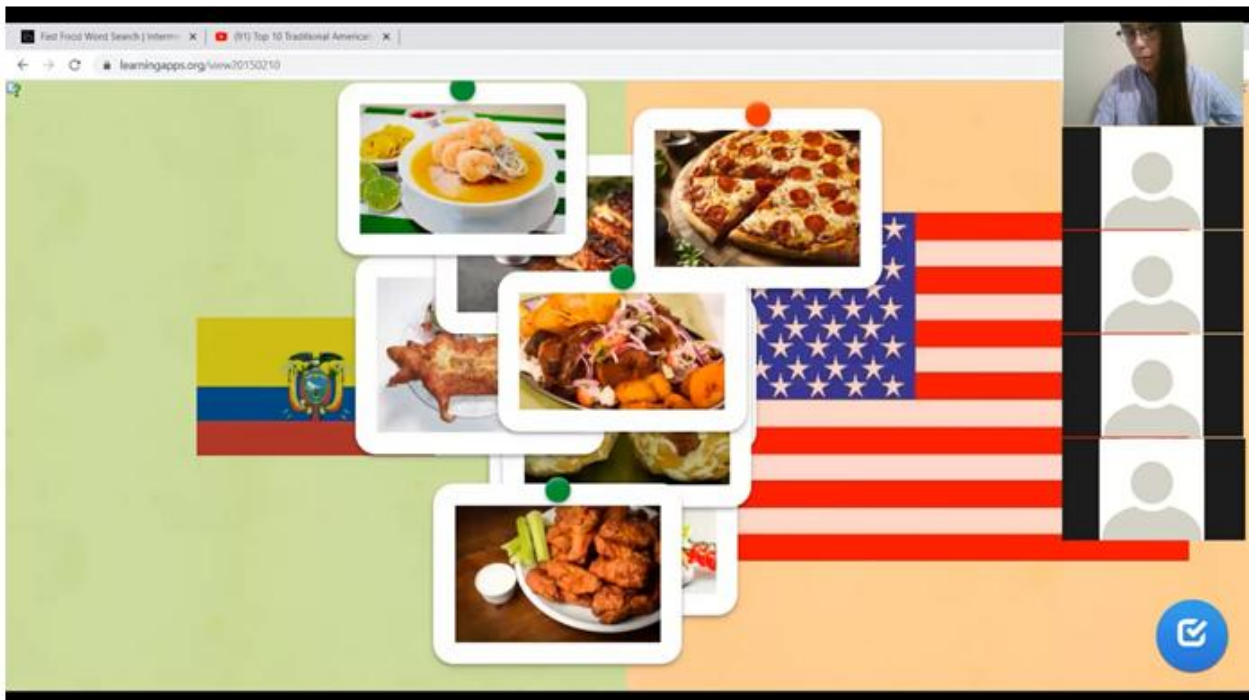 Fast Food Word Search | Interm
(91) Top 10 Traditional American
learningapps.org/view20150210